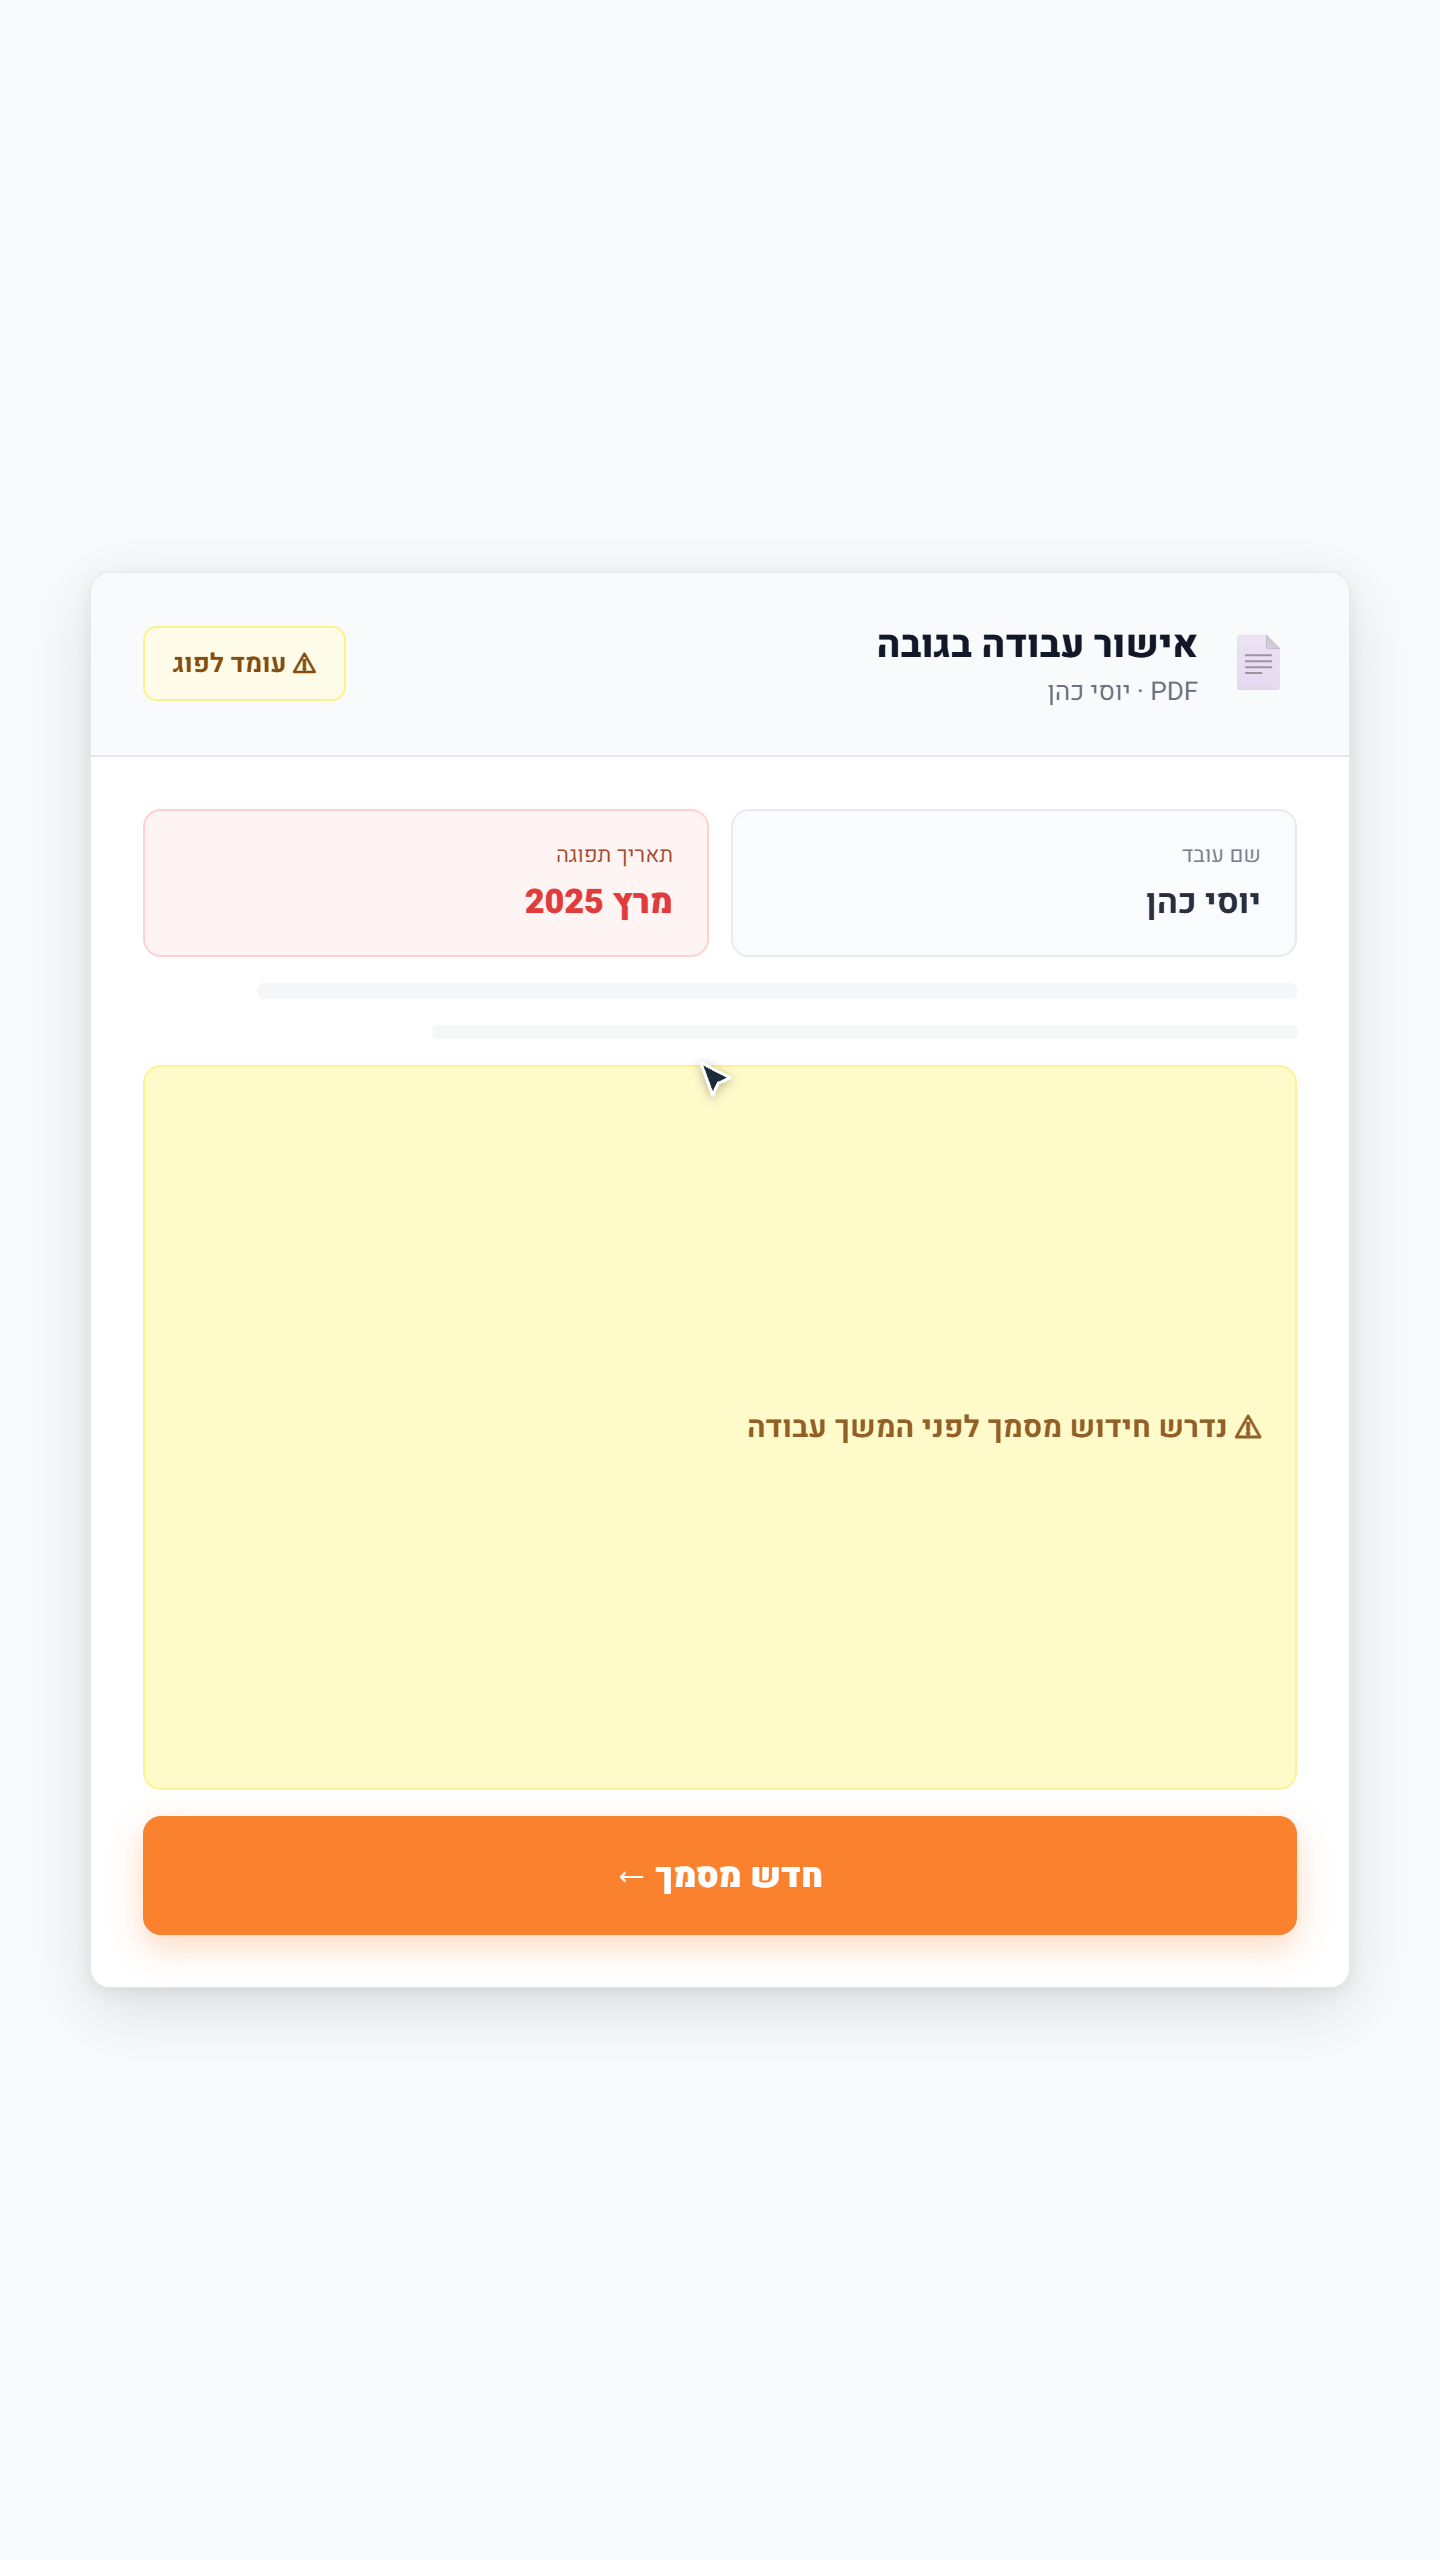 אישור עבודה בגובה
PDF · יוסי כהן
⚠ עומד לפוג
שם עובד
יוסי כהן
תאריך תפוגה
מרץ 2025
⚠ נדרש חידוש מסמך לפני המשך עבודה
חדש מסמך ←